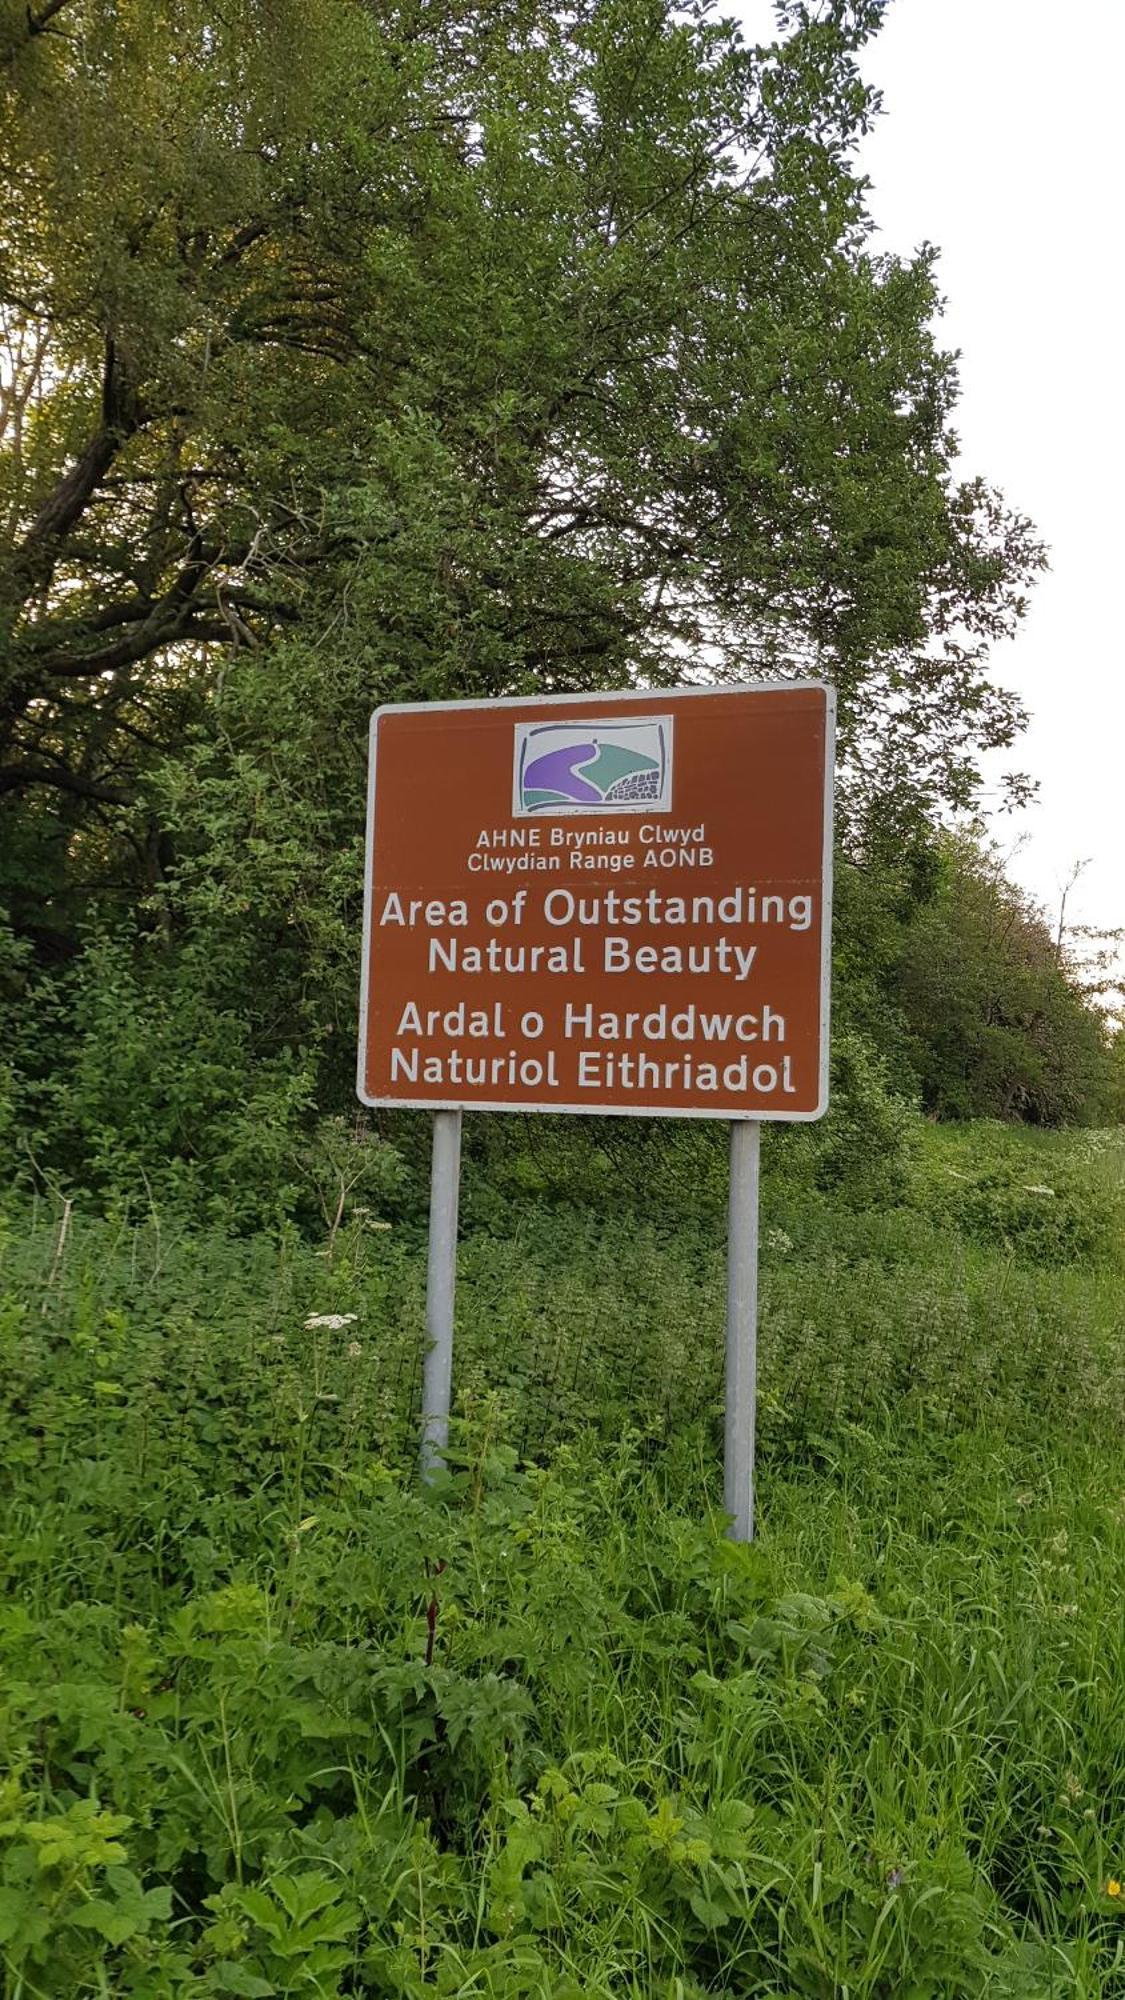 AHNE Bryniau Clwyd
Clwydian Range AONB
Area of Outstanding
Natural Beauty
Ardal o Harddwch
Naturiol Eithriadol